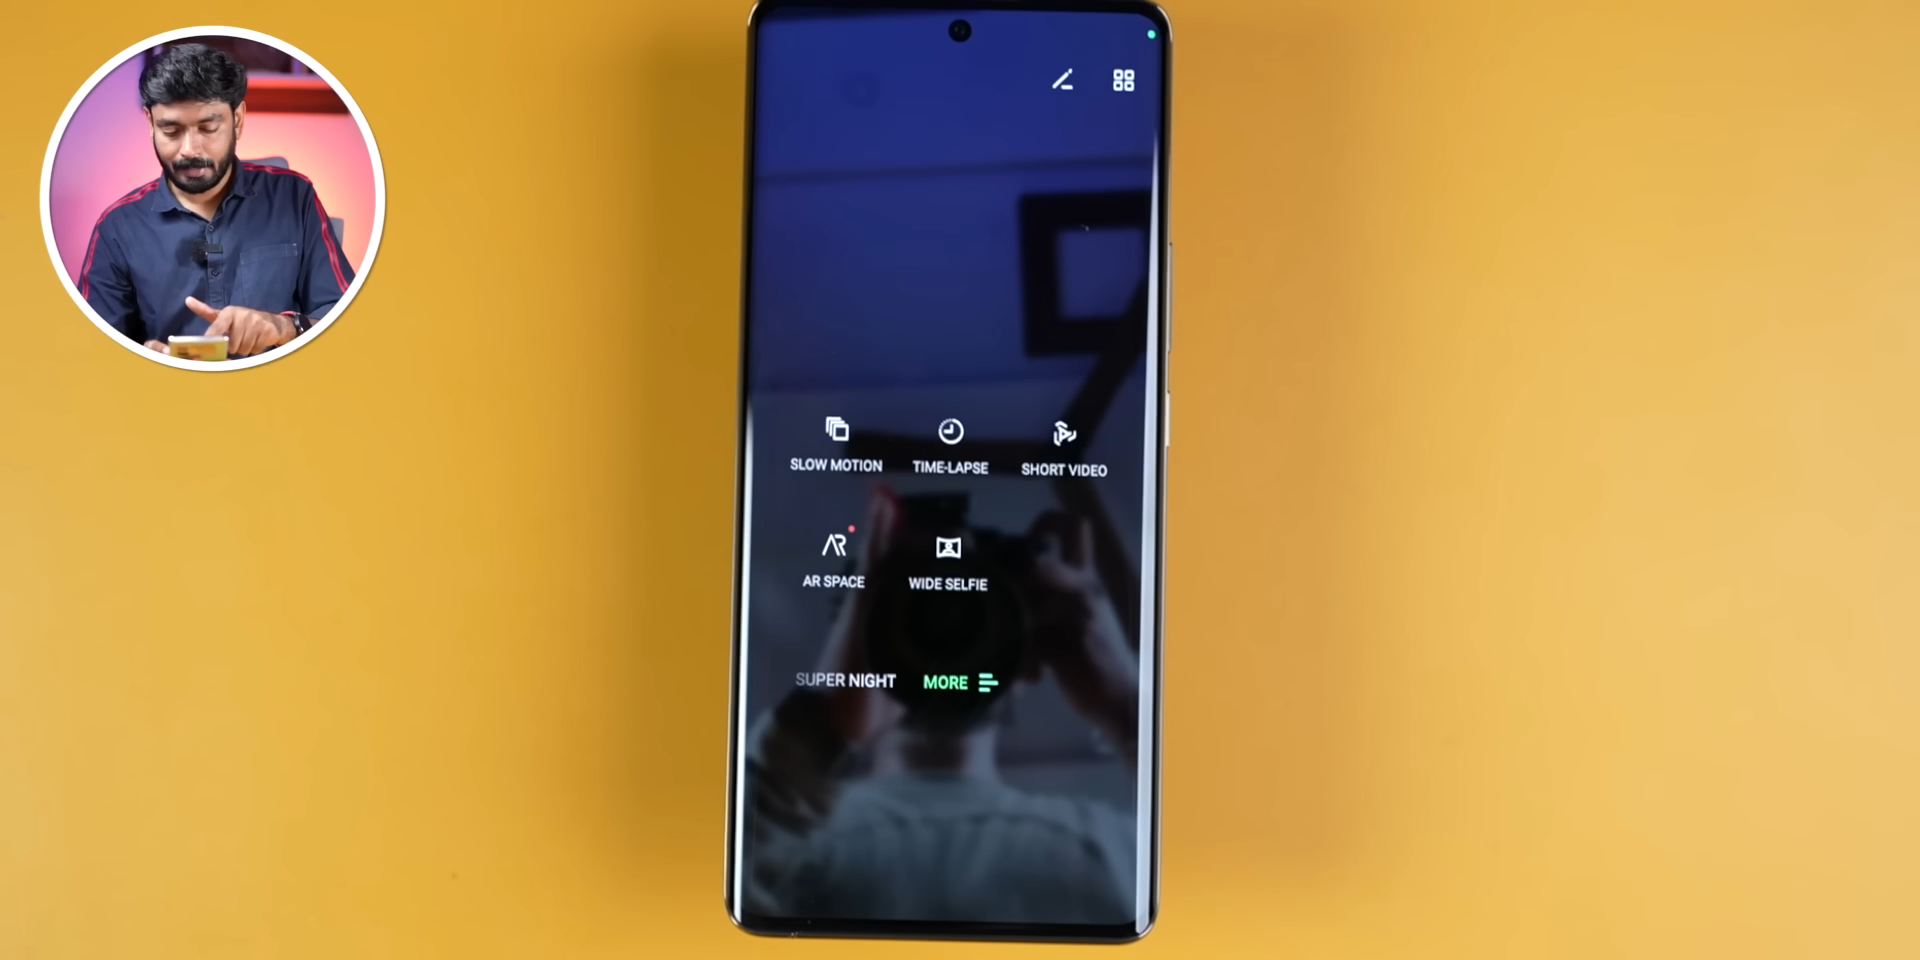 SLOW MOTION TIME-LAPSE SHORT VIDEO
AR SPACE WIDE SELFIE
SUPER NIGHT MORE